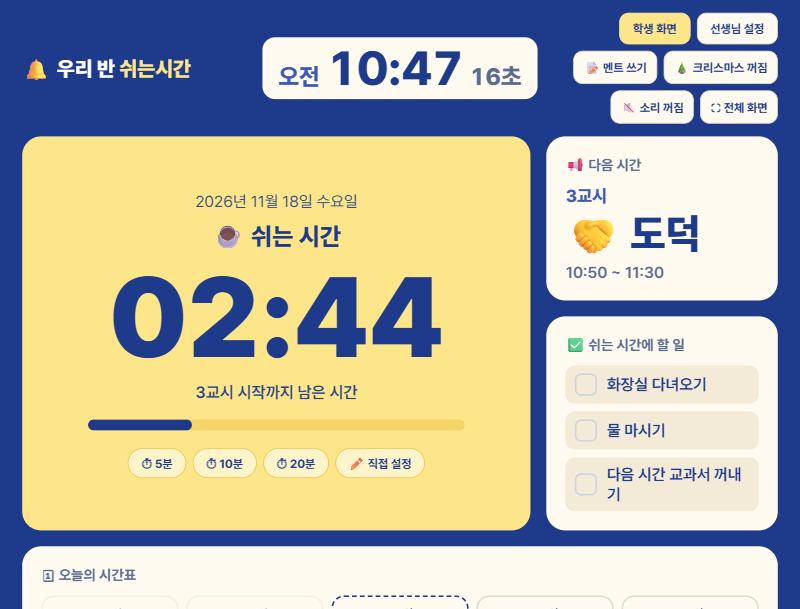 우리 반 쉬는시간
오전 10:47 16초
학생 화면
선생님 설정
멘트 쓰기
크리스마스 꺼짐
소리 꺼짐
전체 화면
2026년 11월 18일 수요일
쉬는 시간
02:44
3교시 시작까지 남은 시간
5분
10분
20분
직접 설정
다음 시간
3교시
도덕
10:50 ~ 11:30
쉬는 시간에 할 일
화장실 다녀오기
물 마시기
다음 시간 교과서 꺼내
기
오늘의 시간표